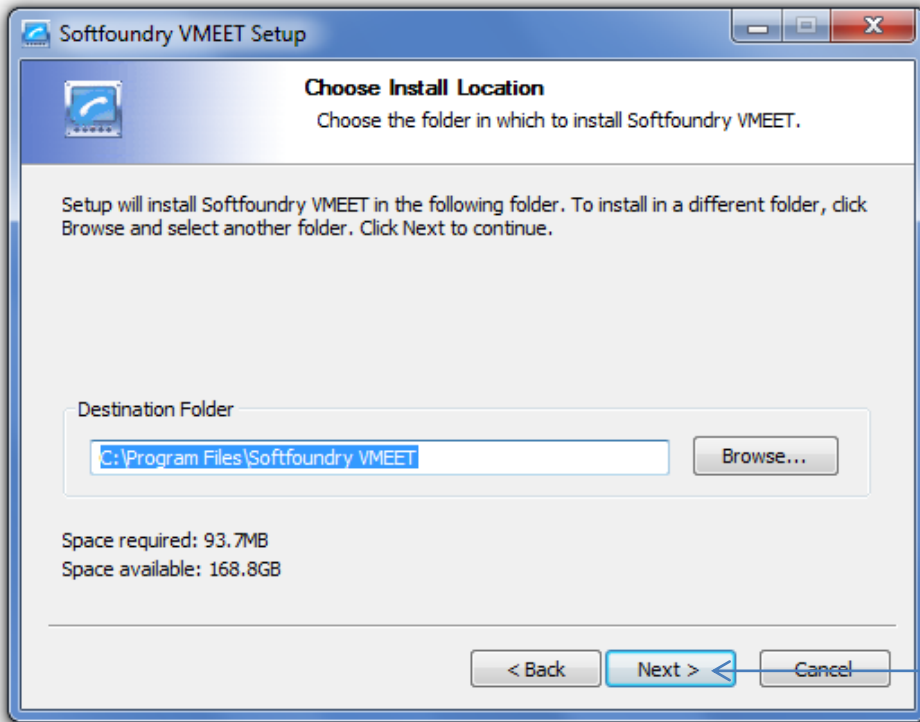 Softfoundry VMEET Setup
Choose Install Location
Choose the folder in which to install Softfoundry VMEET.
Setup will install Softfoundry VMEET in the following folder. To install in a different folder, click
Browse and select another folder. Click Next to continue.
Destination Folder
C:\Program Files\Softfoundry VMEET
Browse...
Space required: 93.7MB
Space available: 168.8GB
< Back
Next >
Cancel